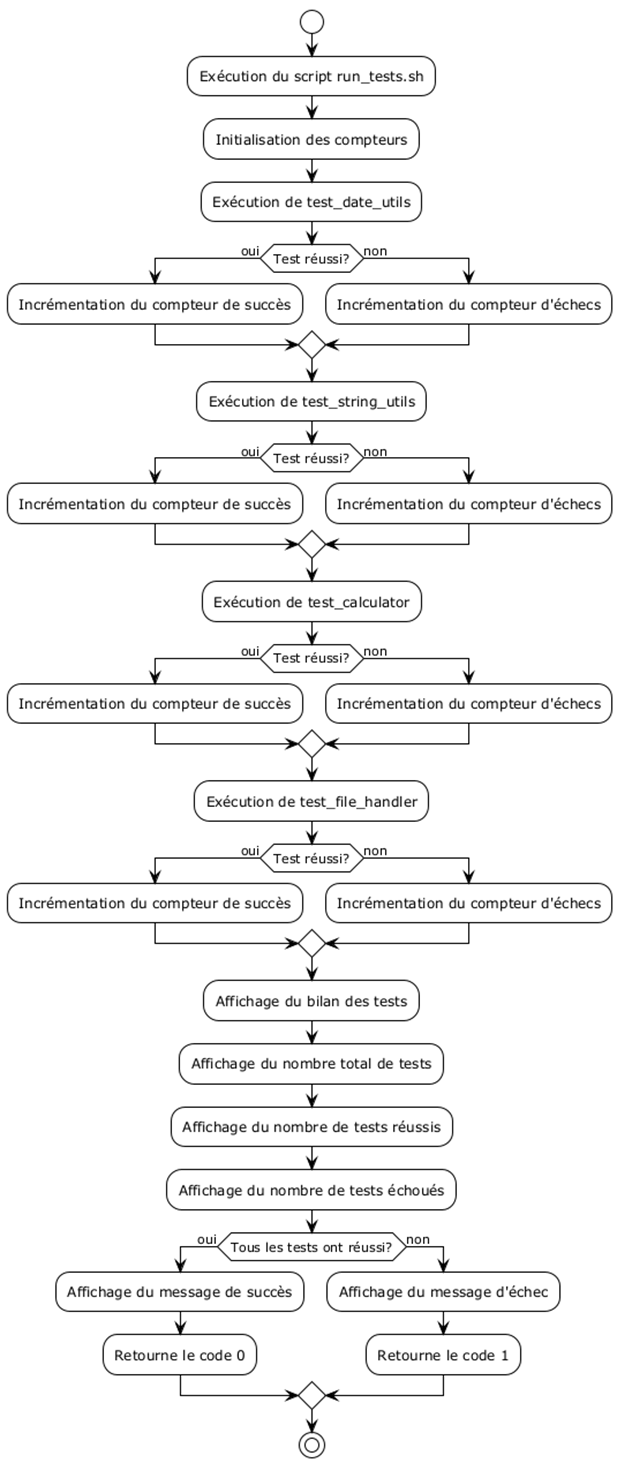 Exécution du script run_tests.sh
Initialisation des compteurs
Exécution de test_date_utils
oui
Test réussi?
non
Incrémentation du compteur de succès
Incrémentation du compteur d'échecs
Exécution de test_string_utils
oui
Test réussi?
non
Incrémentation du compteur de succès
Incrémentation du compteur d'échecs
Exécution de test_calculator
oui
Test réussi?
non
Incrémentation du compteur de succès
Incrémentation du compteur d'échecs
Exécution de test_file_handler
oui
Test réussi?
non
Incrémentation du compteur de succès
Incrémentation du compteur d'échecs
Affichage du bilan des tests
Affichage du nombre total de tests
Affichage du nombre de tests réussis
Affichage du nombre de tests échoués
oui
Tous les tests ont réussi?
non
Affichage du message de succès
Affichage du message d'échec
Retourne le code 0
Retourne le code 1